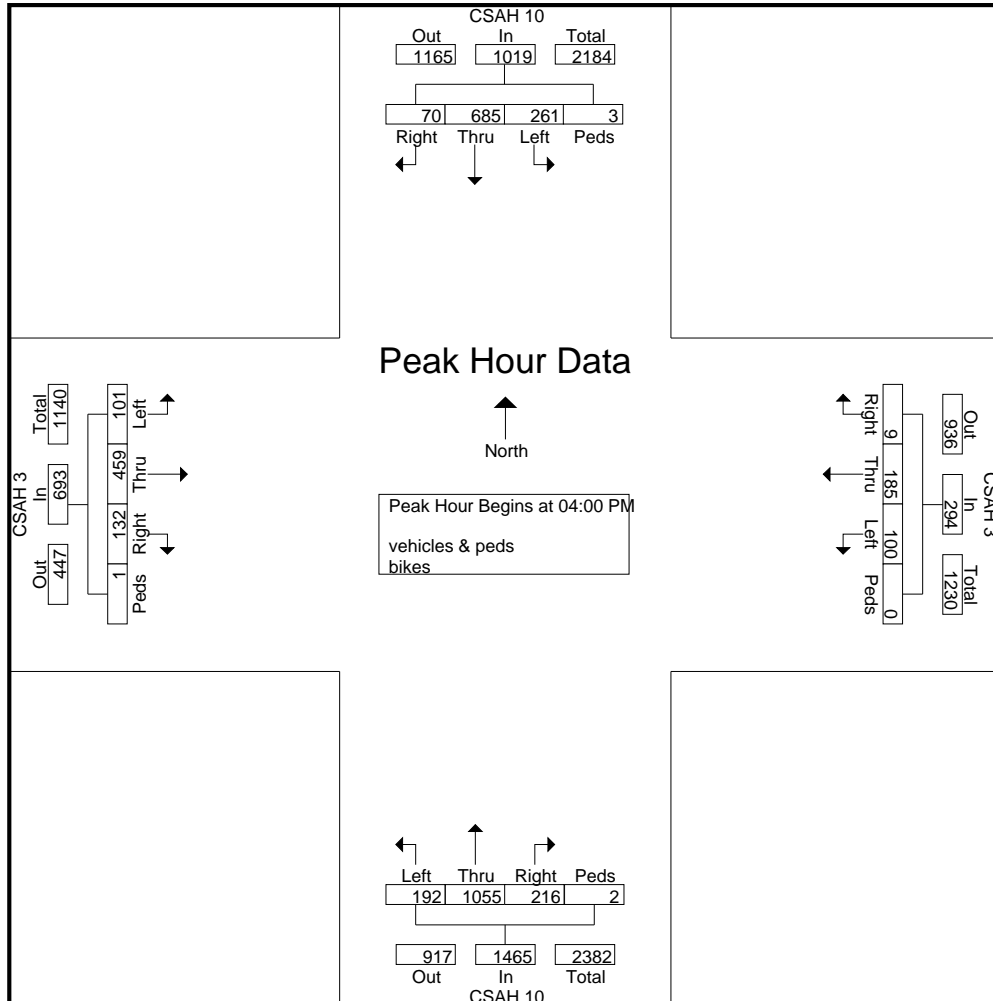 CSAH 10
Out In Total
1165 1019 2184
70 685 261 3
Right Thru Left Peds
Peak Hour Data
North
Peak Hour Begins at 04:00 PM
vehicles & peds
bikes
CSAH 3
Total In Out
1140 693 447
101 459 132 1
Left Thru Right Peds
CSAH 3
Out In Total
936 294 1230
9 185 100 0
Right Thru Left Peds
Left Thru Right Peds
192 1055 216 2
917 1465 2382
Out In Total
CSAH 10